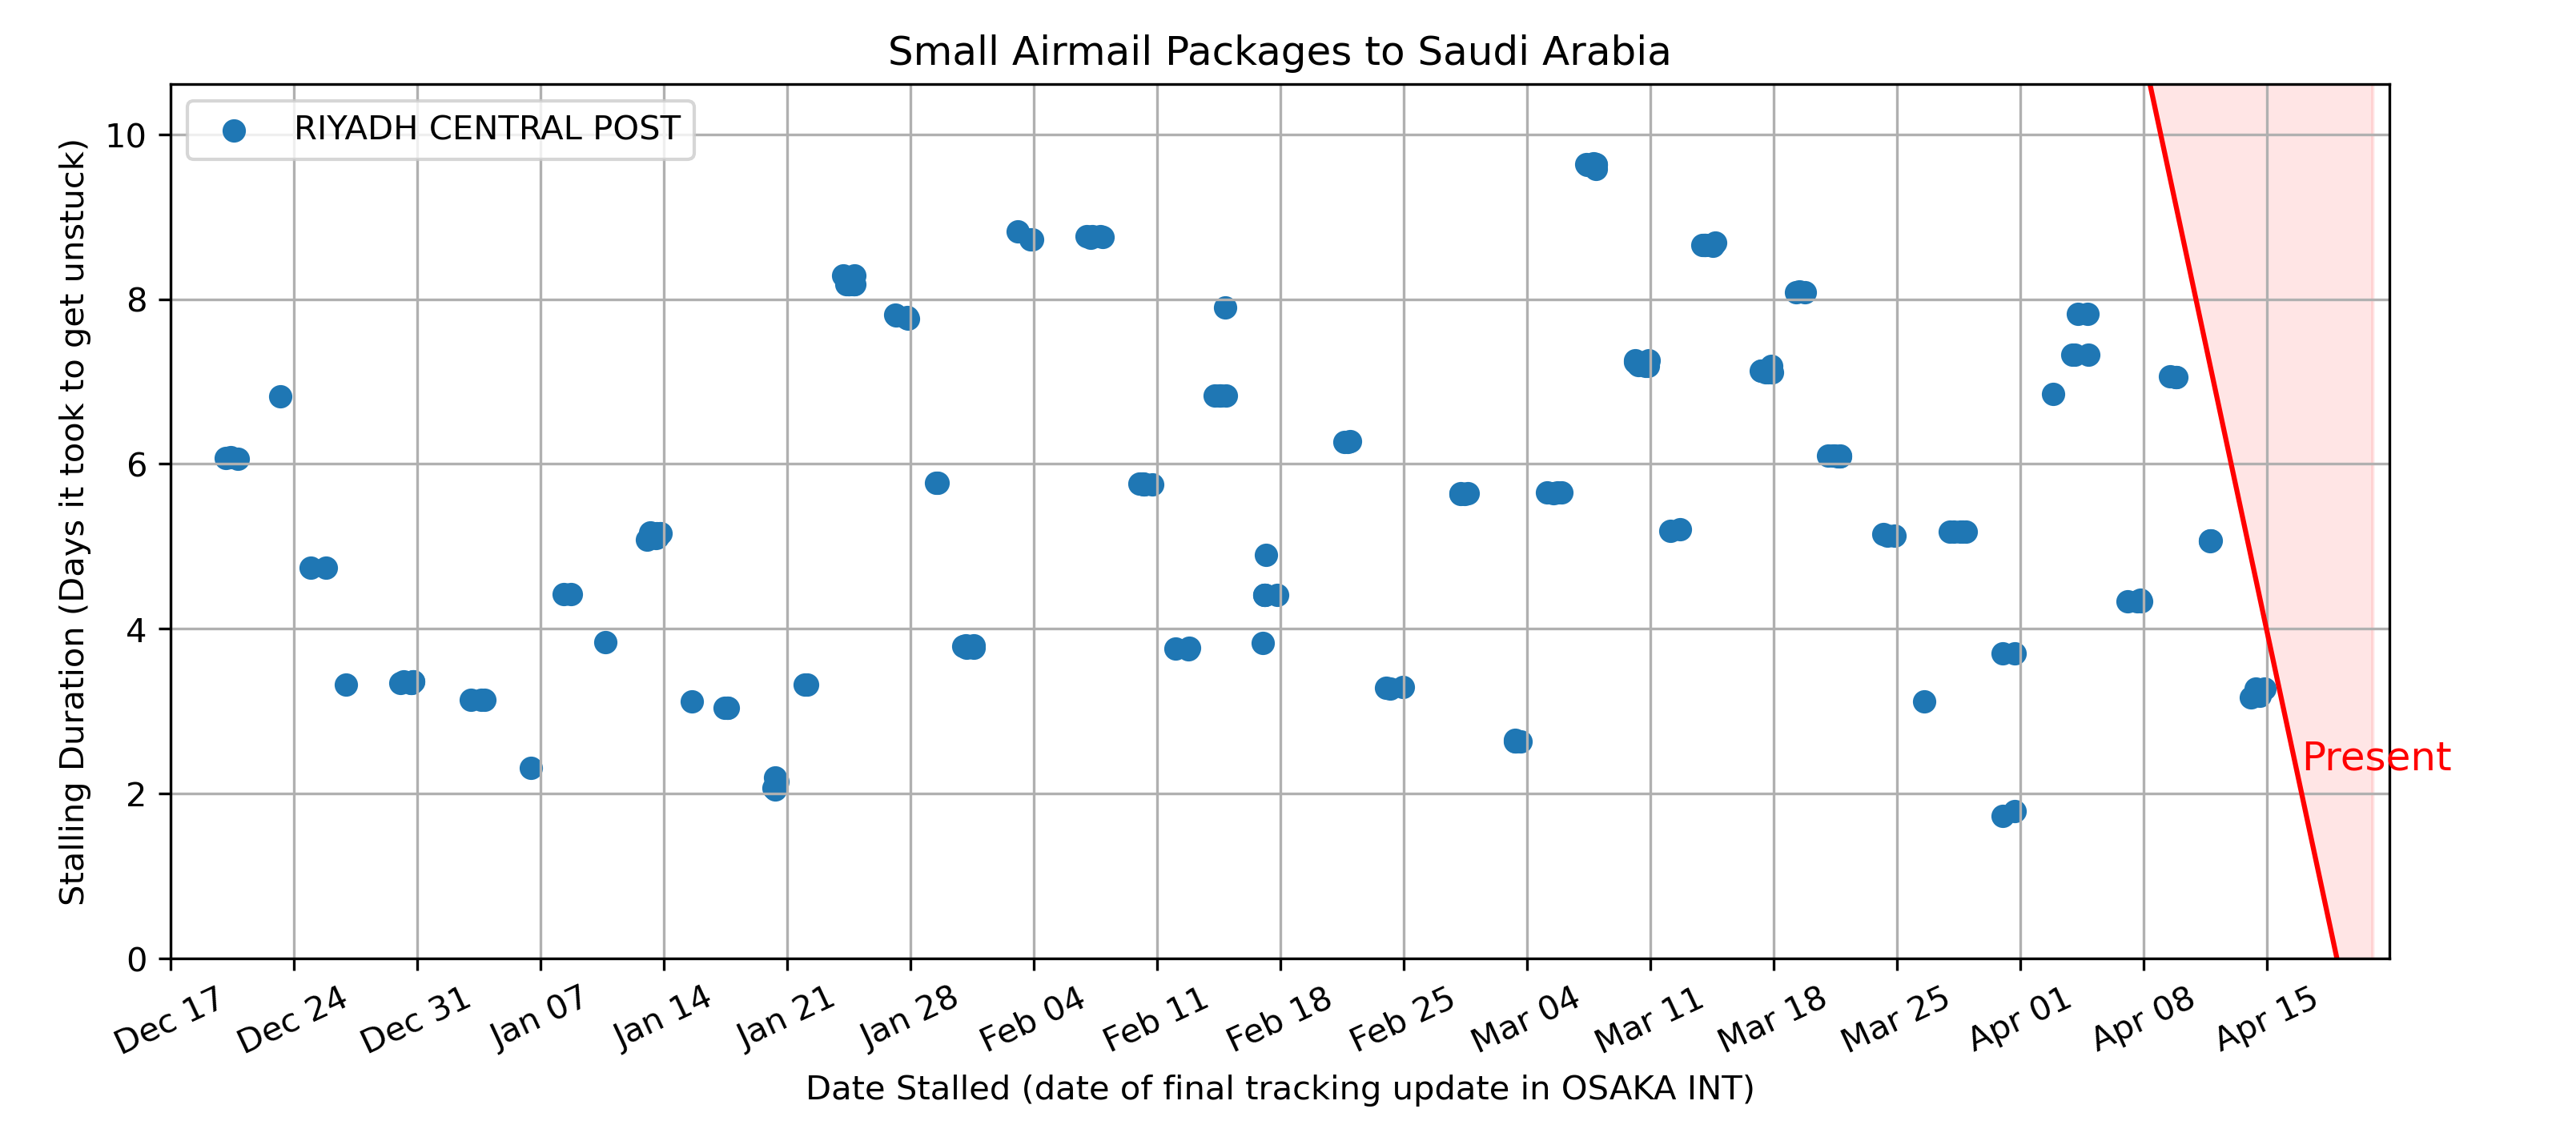 Small Airmail Packages to Saudi Arabia
RIYADH CENTRAL POST
Stalling Duration (Days it took to get unstuck)
10
8
6
4
2
0
Present
Dec 17
Dec 24
Dec 31
Jan 07
Jan 14
Jan 21
Jan 28
Feb 04
Feb 11
Feb 18
Feb 25
Mar 04
Mar 11
Mar 18
Mar 25
Apr 01
Apr 08
Apr 15
Date Stalled (date of final tracking update in OSAKA INT)